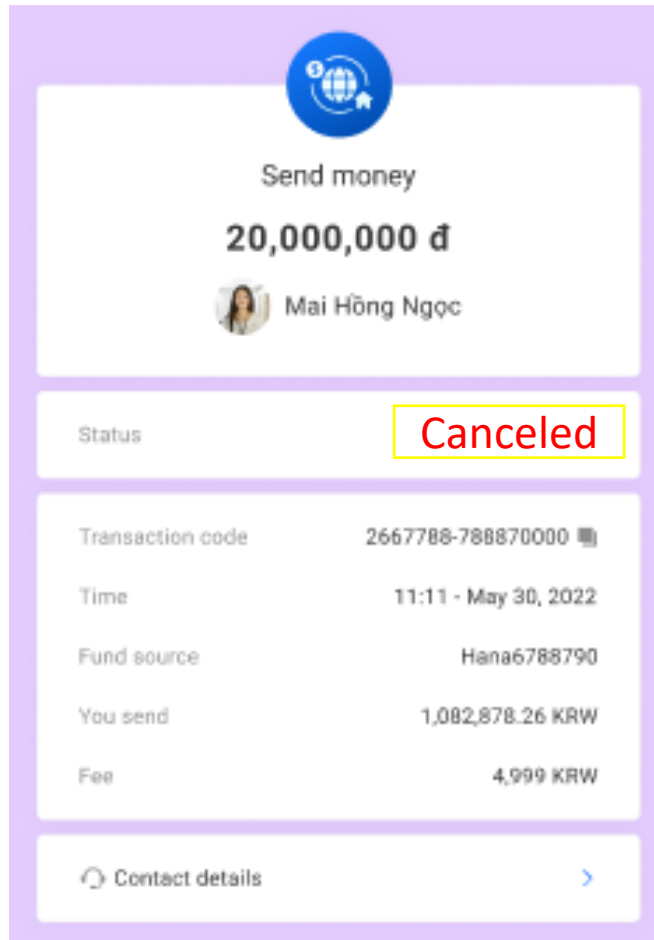 Send money
20,000,000 đ
Mai Hồng Ngọc
Status Canceled
Transaction code 2667788-788870000
Time 11:11 - May 30, 2022
Fund source Hana6788790
You send 1,082,878.26 KRW
Fee 4,999 KRW
Contact details